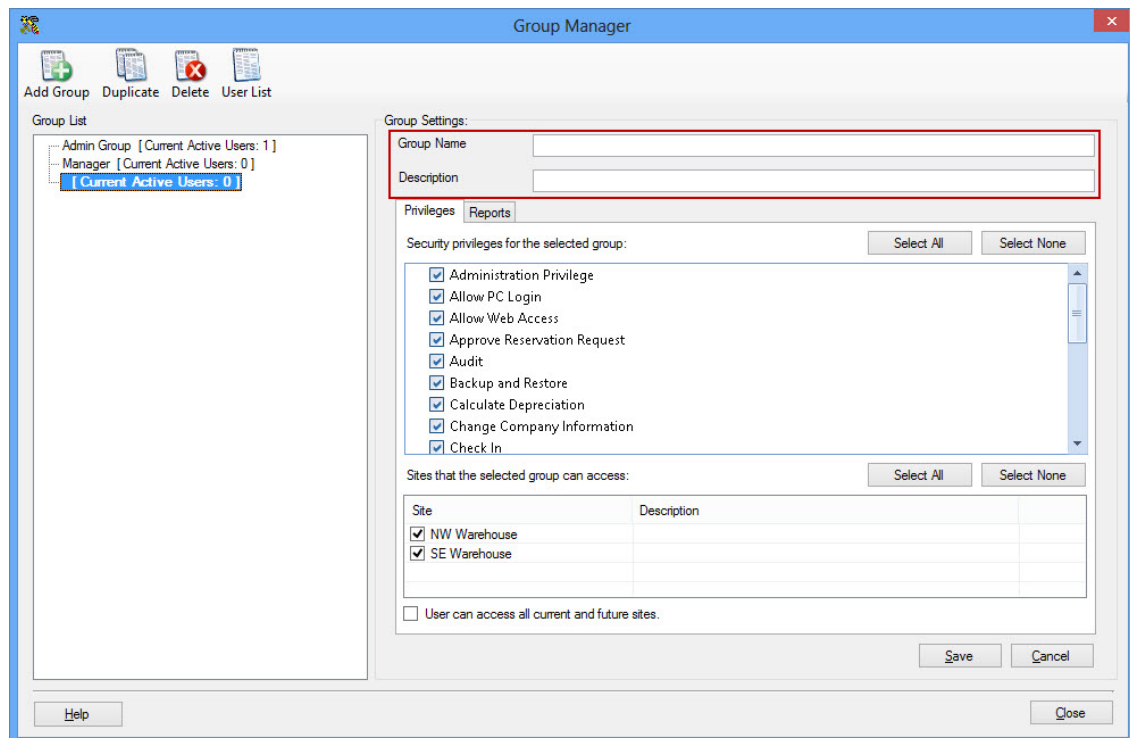 Group Manager
Add Group Duplicate Delete User List
Group List
Admin Group [ Current Active Users: 1 ]
Manager [ Current Active Users: 0 ]
[ Current Active Users: 0 ]
Group Settings:
Group Name
Description
Privileges Reports
Security privileges for the selected group: Select All Select None
Administration Privilege
Allow PC Login
Allow Web Access
Approve Reservation Request
Audit
Backup and Restore
Calculate Depreciation
Change Company Information
Check In
Sites that the selected group can access: Select All Select None
Site Description
NW Warehouse
SE Warehouse
User can access all current and future sites.
Save Cancel
Help Close